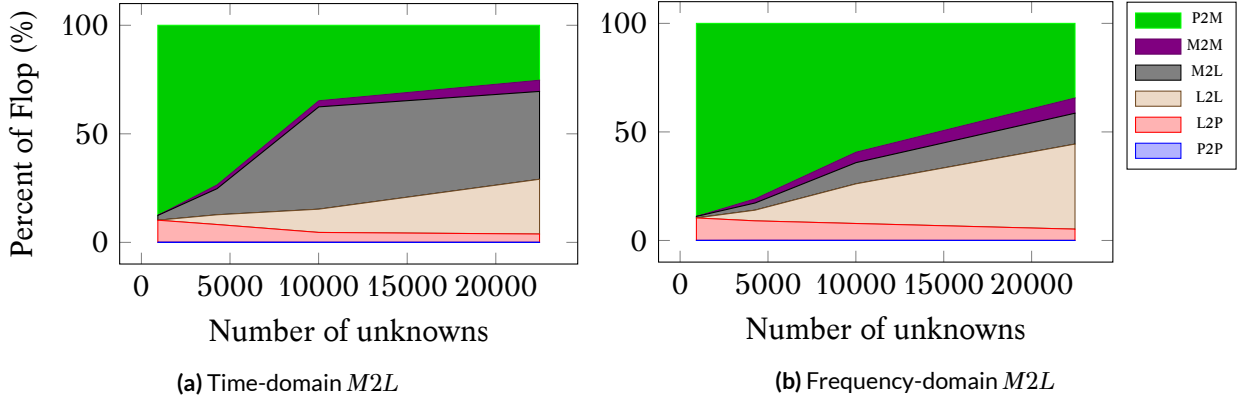 Percent of Flop (%)
100
50
0
0 5000 10000 15000 20000
Number of unknowns
(a) Time-domain M2L
100
50
0
0 5000 10000 15000 20000
Number of unknowns
(b) Frequency-domain M2L
P2M
M2M
M2L
L2L
L2P
P2P